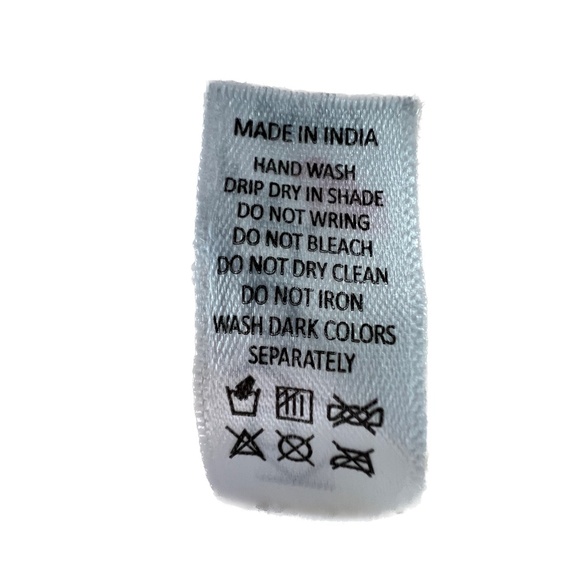 MADE IN INDIA
HAND WASH
DRIP DRY IN SHADE
DO NOT WRING
DO NOT BLEACH
DO NOT DRY CLEAN
DO NOT IRON
WASH DARK COLORS
SEPARATELY